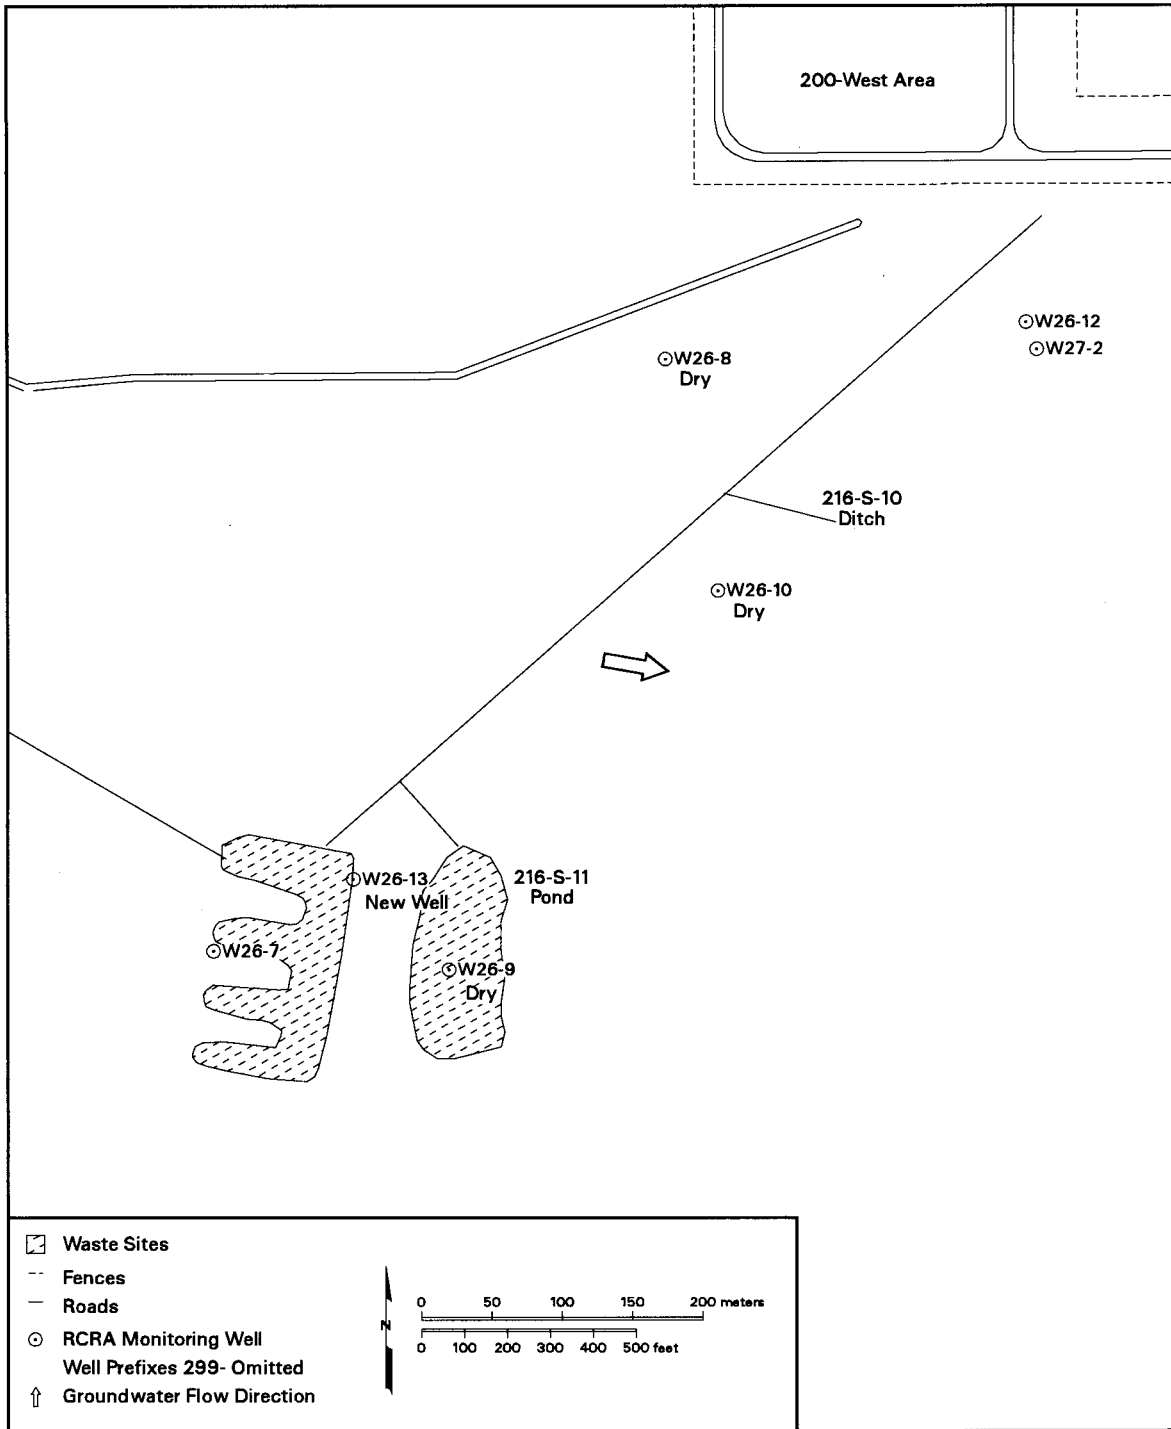 200-West Area
W26-12
W27-2
W26-8
Dry
216-S-10
Ditch
W26-10
Dry
W26-13
New Well
216-S-11
Pond
W26-7
W26-9
Dry
Waste Sites
Fences
Roads
RCRA Monitoring Well
Well Prefixes 299- Omitted
Groundwater Flow Direction
N
0 50 100 150 200 meters
0 100 200 300 400 500 feet